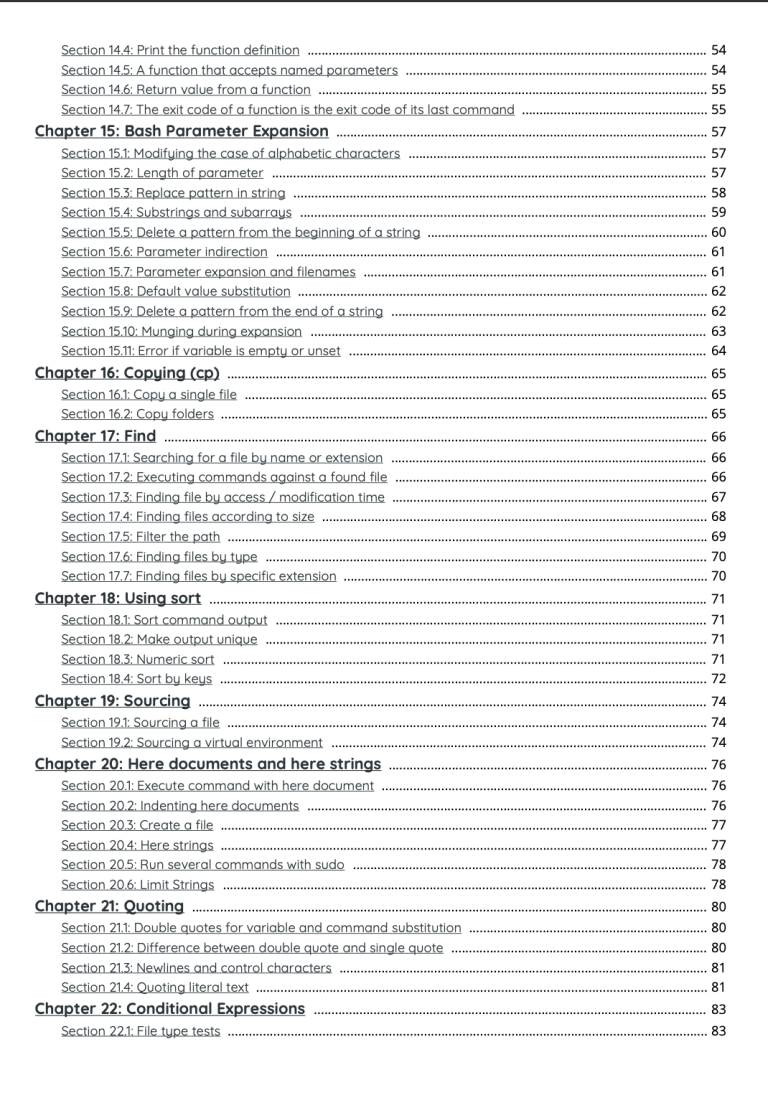 Section 14.4: Print the function definition ........ 54
Section 14.5: A function that accepts named parameters ........ 54
Section 14.6: Return value from a function ........ 55
Section 14.7: The exit code of a function is the exit code of its last command ........ 55
Chapter 15: Bash Parameter Expansion ........ 57
Section 15.1: Modifying the case of alphabetic characters ........ 57
Section 15.2: Length of parameter ........ 57
Section 15.3: Replace pattern in string ........ 58
Section 15.4: Substrings and subarrays ........ 59
Section 15.5: Delete a pattern from the beginning of a string ........ 60
Section 15.6: Parameter indirection ........ 61
Section 15.7: Parameter expansion and filenames ........ 61
Section 15.8: Default value substitution ........ 62
Section 15.9: Delete a pattern from the end of a string ........ 62
Section 15.10: Munging during expansion ........ 63
Section 15.11: Error if variable is empty or unset ........ 64
Chapter 16: Copying (cp) ........ 65
Section 16.1: Copy a single file ........ 65
Section 16.2: Copy folders ........ 65
Chapter 17: Find ........ 66
Section 17.1: Searching for a file by name or extension ........ 66
Section 17.2: Executing commands against a found file ........ 66
Section 17.3: Finding file by access / modification time ........ 67
Section 17.4: Finding files according to size ........ 68
Section 17.5: Filter the path ........ 69
Section 17.6: Finding files by type ........ 70
Section 17.7: Finding files by specific extension ........ 70
Chapter 18: Using sort ........ 71
Section 18.1: Sort command output ........ 71
Section 18.2: Make output unique ........ 71
Section 18.3: Numeric sort ........ 71
Section 18.4: Sort by keys ........ 72
Chapter 19: Sourcing ........ 74
Section 19.1: Sourcing a file ........ 74
Section 19.2: Sourcing a virtual environment ........ 74
Chapter 20: Here documents and here strings ........ 76
Section 20.1: Execute command with here document ........ 76
Section 20.2: Indenting here documents ........ 76
Section 20.3: Create a file ........ 77
Section 20.4: Here strings ........ 77
Section 20.5: Run several commands with sudo ........ 78
Section 20.6: Limit Strings ........ 78
Chapter 21: Quoting ........ 80
Section 21.1: Double quotes for variable and command substitution ........ 80
Section 21.2: Difference between double quote and single quote ........ 80
Section 21.3: Newlines and control characters ........ 81
Section 21.4: Quoting literal text ........ 81
Chapter 22: Conditional Expressions ........ 83
Section 22.1: File type tests ........ 83